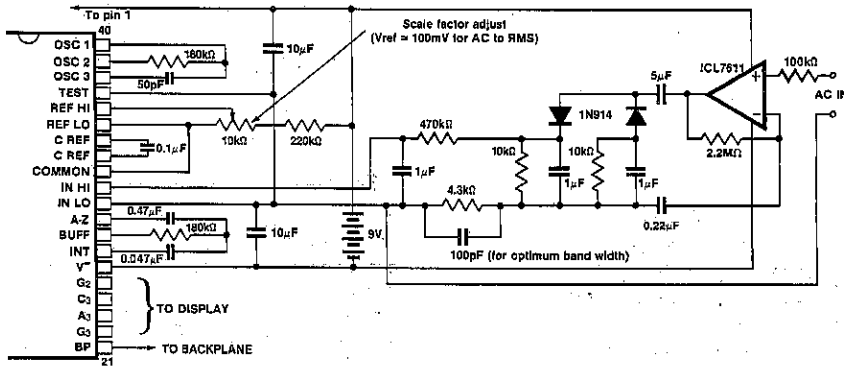 To pin 1
40
OSC 1
OSC 2
OSC 3
TEST
REF HI
REF LO
C REF
C REF
COMMON
IN HI
IN LO
A-Z
BUFF
INT
V⁻
G2
C3
A3
G3
BP
21
180kΩ
50pF
0.1µF
10µF
Scale factor adjust
(Vref ≈ 100mV for AC to RMS)
10kΩ
220kΩ
0.47µF
180kΩ
0.047µF
10µF
9V
TO DISPLAY
TO BACKPLANE
470kΩ
1µF
10kΩ
4.3kΩ
100pF (for optimum band width)
1N914
1µF
10kΩ
1µF
5µF
ICL7611
100kΩ
AC IN
2.2MΩ
0.22µF
+
−